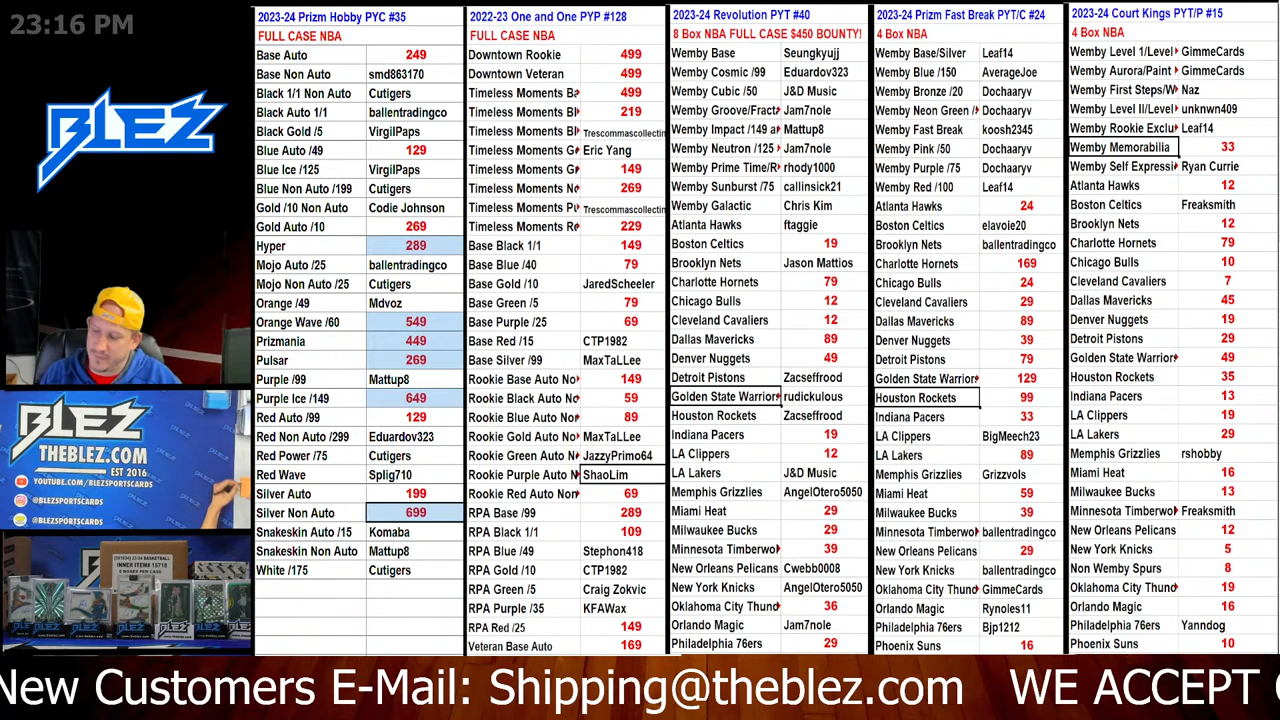 23:16 PM
BLEZ
BLEZ
THEBLEZ.COM
EST 2016
YOUTUBE.COM/BLEZSPORTSCARDS
@BLEZSPORTSCARDS
@BLEZSPORTSCARDS
23-24 BASKETBALL
INNER ITEM# 15718
2023-24 Prizm Hobby PYC #35
FULL CASE NBA
Base Auto 249
Base Non Auto smd863170
Black 1/1 Non Auto Cutigers
Black Auto 1/1 ballentradingco
Black Gold /5 VirgilPaps
Blue Auto /49 129
Blue Ice /125 VirgilPaps
Blue Non Auto /199 Cutigers
Gold /10 Non Auto Codie Johnson
Gold Auto /10 269
Hyper 289
Mojo Auto /25 ballentradingco
Mojo Non Auto /25 Cutigers
Orange /49 Mdvoz
Orange Wave /60 549
Prizmania 449
Pulsar 269
Purple /99 Mattup8
Purple Ice /149 649
Red Auto /99 129
Red Non Auto /299 Eduardov323
Red Power /75 Cutigers
Red Wave Splig710
Silver Auto 199
Silver Non Auto 699
Snakeskin Auto /15 Komaba
Snakeskin Non Auto Mattup8
White /175 Cutigers
2022-23 One and One PYP #128
FULL CASE NBA
Downtown Rookie 499
Downtown Veteran 499
Timeless Moments Ba 499
Timeless Moments Bl 219
Timeless Moments Bl Trescommascollectin
Timeless Moments G Eric Yang
Timeless Moments G 149
Timeless Moments No 269
Timeless Moments Pu Trescommascollectin
Timeless Moments Re 229
Base Black 1/1 149
Base Blue /40 79
Base Gold /10 JaredScheeler
Base Green /5 79
Base Purple /25 69
Base Red /15 CTP1982
Base Silver /99 MaxTaLLee
Rookie Base Auto No 149
Rookie Black Auto No 59
Rookie Blue Auto Non 89
Rookie Gold Auto No MaxTaLLee
Rookie Green Auto No JazzyPrimo64
Rookie Purple Auto N ShaoLim
Rookie Red Auto Non 69
RPA Base /99 289
RPA Black 1/1 109
RPA Blue /49 Stephon418
RPA Gold /10 CTP1982
RPA Green /5 Craig Zokvic
RPA Purple /35 KFAWax
RPA Red /25 149
Veteran Base Auto 169
2023-24 Revolution PYT #40
8 Box NBA FULL CASE $450 BOUNTY!
Wemby Base Seungkyujj
Wemby Cosmic /99 Eduardov323
Wemby Cubic /50 J&D Music
Wemby Groove/Fract Jam7nole
Wemby Impact /149 a Mattup8
Wemby Neutron /125 Jam7nole
Wemby Prime Time/R rhody1000
Wemby Sunburst /75 callinsick21
Wemby Galactic Chris Kim
Atlanta Hawks ftaggie
Boston Celtics 19
Brooklyn Nets Jason Mattios
Charlotte Hornets 79
Chicago Bulls 12
Cleveland Cavaliers 12
Dallas Mavericks 89
Denver Nuggets 49
Detroit Pistons Zacseffrood
Golden State Warrior rudickulous
Houston Rockets Zacseffrood
Indiana Pacers 19
LA Clippers 12
LA Lakers J&D Music
Memphis Grizzlies AngelOtero5050
Miami Heat 29
Milwaukee Bucks 29
Minnesota Timberwo 39
New Orleans Pelicans Cwebb0008
New York Knicks AngelOtero5050
Oklahoma City Thund 36
Orlando Magic Jam7nole
Philadelphia 76ers 29
2023-24 Prizm Fast Break PYT/C #24
4 Box NBA
Wemby Base/Silver Leaf14
Wemby Blue /150 AverageJoe
Wemby Bronze /20 Dochaaryv
Wemby Neon Green / Dochaaryv
Wemby Fast Break koosh2345
Wemby Pink /50 Dochaaryv
Wemby Purple /75 Dochaaryv
Wemby Red /100 Leaf14
Atlanta Hawks 24
Boston Celtics elavoie20
Brooklyn Nets ballentradingco
Charlotte Hornets 169
Chicago Bulls 24
Cleveland Cavaliers 29
Dallas Mavericks 89
Denver Nuggets 39
Detroit Pistons 79
Golden State Warrior 129
Houston Rockets 99
Indiana Pacers 33
LA Clippers BigMeech23
LA Lakers 89
Memphis Grizzlies Grizzvols
Miami Heat 59
Milwaukee Bucks 39
Minnesota Timberwo ballentradingco
New Orleans Pelicans 29
New York Knicks ballentradingco
Oklahoma City Thund GimmeCards
Orlando Magic Rynoles11
Philadelphia 76ers Bjp1212
Phoenix Suns 16
2023-24 Court Kings PYT/P #15
4 Box NBA
Wemby Level 1/Level GimmeCards
Wemby Aurora/Paint GimmeCards
Wemby First Steps/W Naz
Wemby Level II/Level unknwn409
Wemby Rookie Exclu Leaf14
Wemby Memorabilia 33
Wemby Self Expressi Ryan Currie
Atlanta Hawks 12
Boston Celtics Freaksmith
Brooklyn Nets 12
Charlotte Hornets 79
Chicago Bulls 10
Cleveland Cavaliers 7
Dallas Mavericks 45
Denver Nuggets 19
Detroit Pistons 29
Golden State Warrior 49
Houston Rockets 35
Indiana Pacers 13
LA Clippers 19
LA Lakers 29
Memphis Grizzlies rshobby
Miami Heat 16
Milwaukee Bucks 13
Minnesota Timberwo Freaksmith
New Orleans Pelicans 12
New York Knicks 5
Non Wemby Spurs 8
Oklahoma City Thund 19
Orlando Magic 16
Philadelphia 76ers Yanndog
Phoenix Suns 10
New Customers E-Mail: Shipping@theblez.com WE ACCEPT